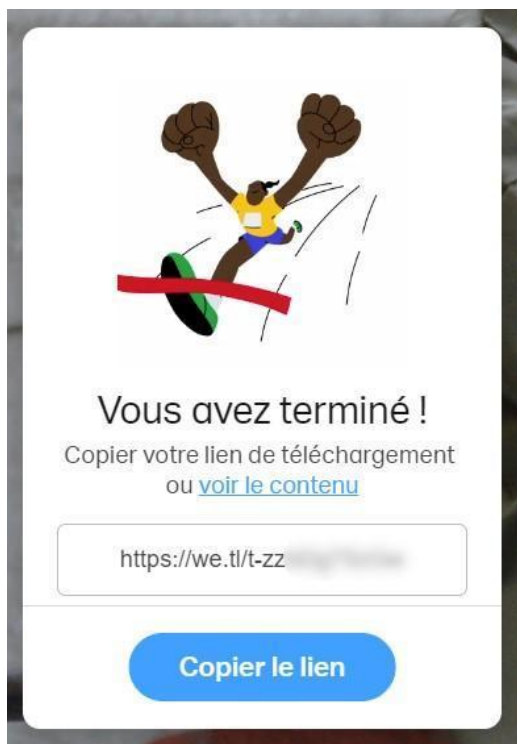 Vous avez terminé !
Copier votre lien de téléchargement
ou voir le contenu
https://we.tl/t-zz
Copier le lien